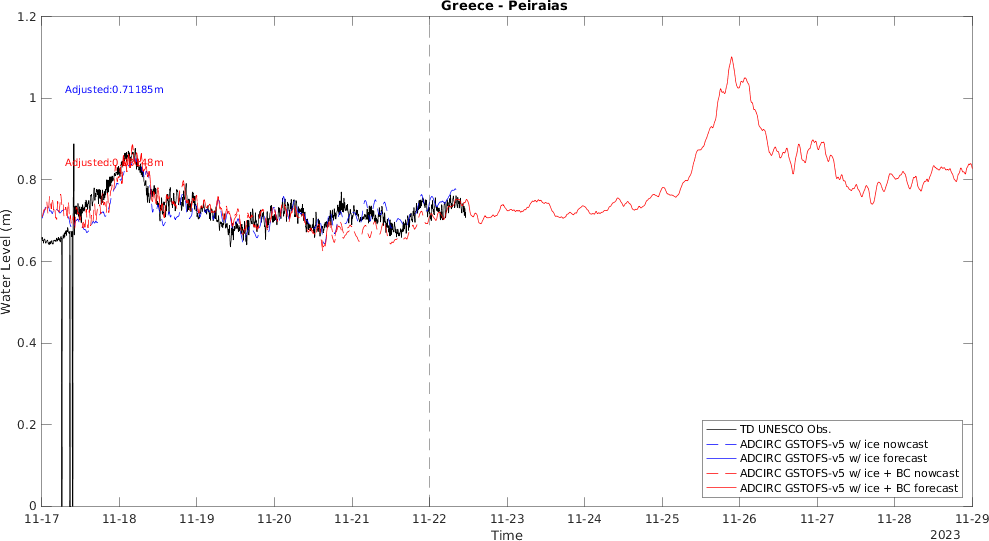 Greece - Peiraias
1.2
1
0.8
0.6
0.4
0.2
0
Water Level (m)
Adjusted:0.71185m
TD UNESCO Obs.
ADCIRC GSTOFS-v5 w/ ice nowcast
ADCIRC GSTOFS-v5 w/ ice forecast
ADCIRC GSTOFS-v5 w/ ice + BC nowcast
ADCIRC GSTOFS-v5 w/ ice + BC forecast
11-17 11-18 11-19 11-20 11-21 11-22 11-23 11-24 11-25 11-26 11-27 11-28 11-29
Time
2023